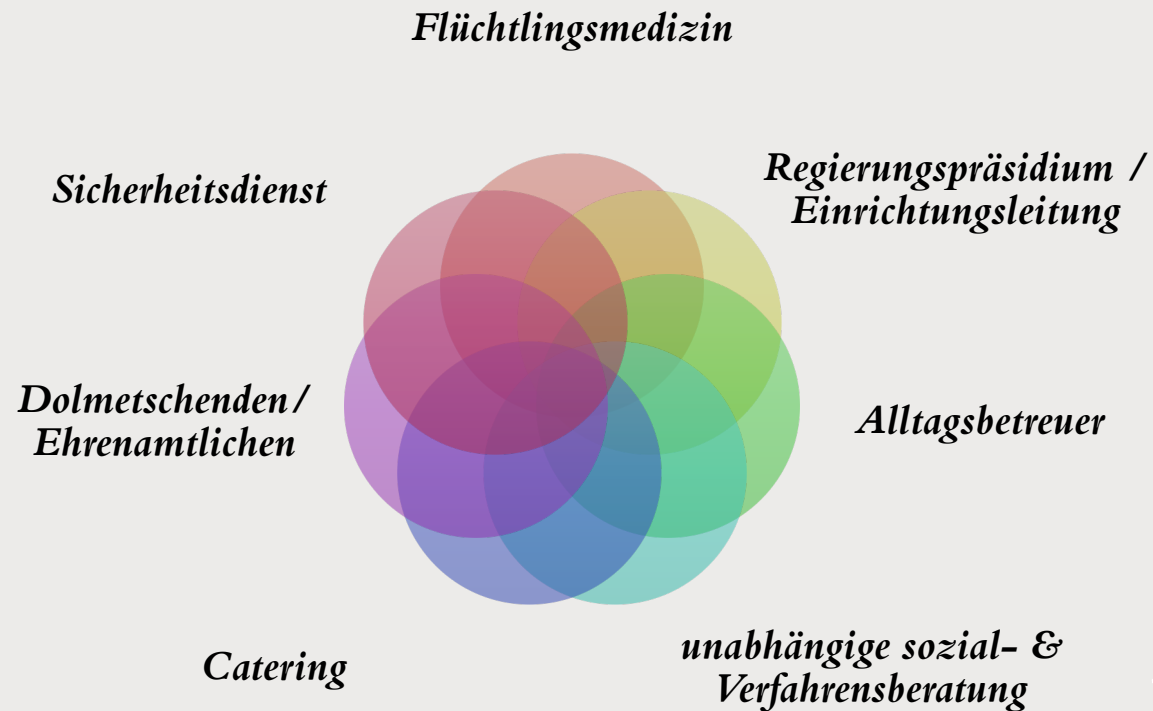 Flüchtlingsmedizin
Sicherheitsdienst
Regierungspräsidium /
Einrichtungsleitung
Dolmetschenden/
Ehrenamtlichen
Alltagsbetreuer
Catering
unabhängige sozial- &
Verfahrensberatung